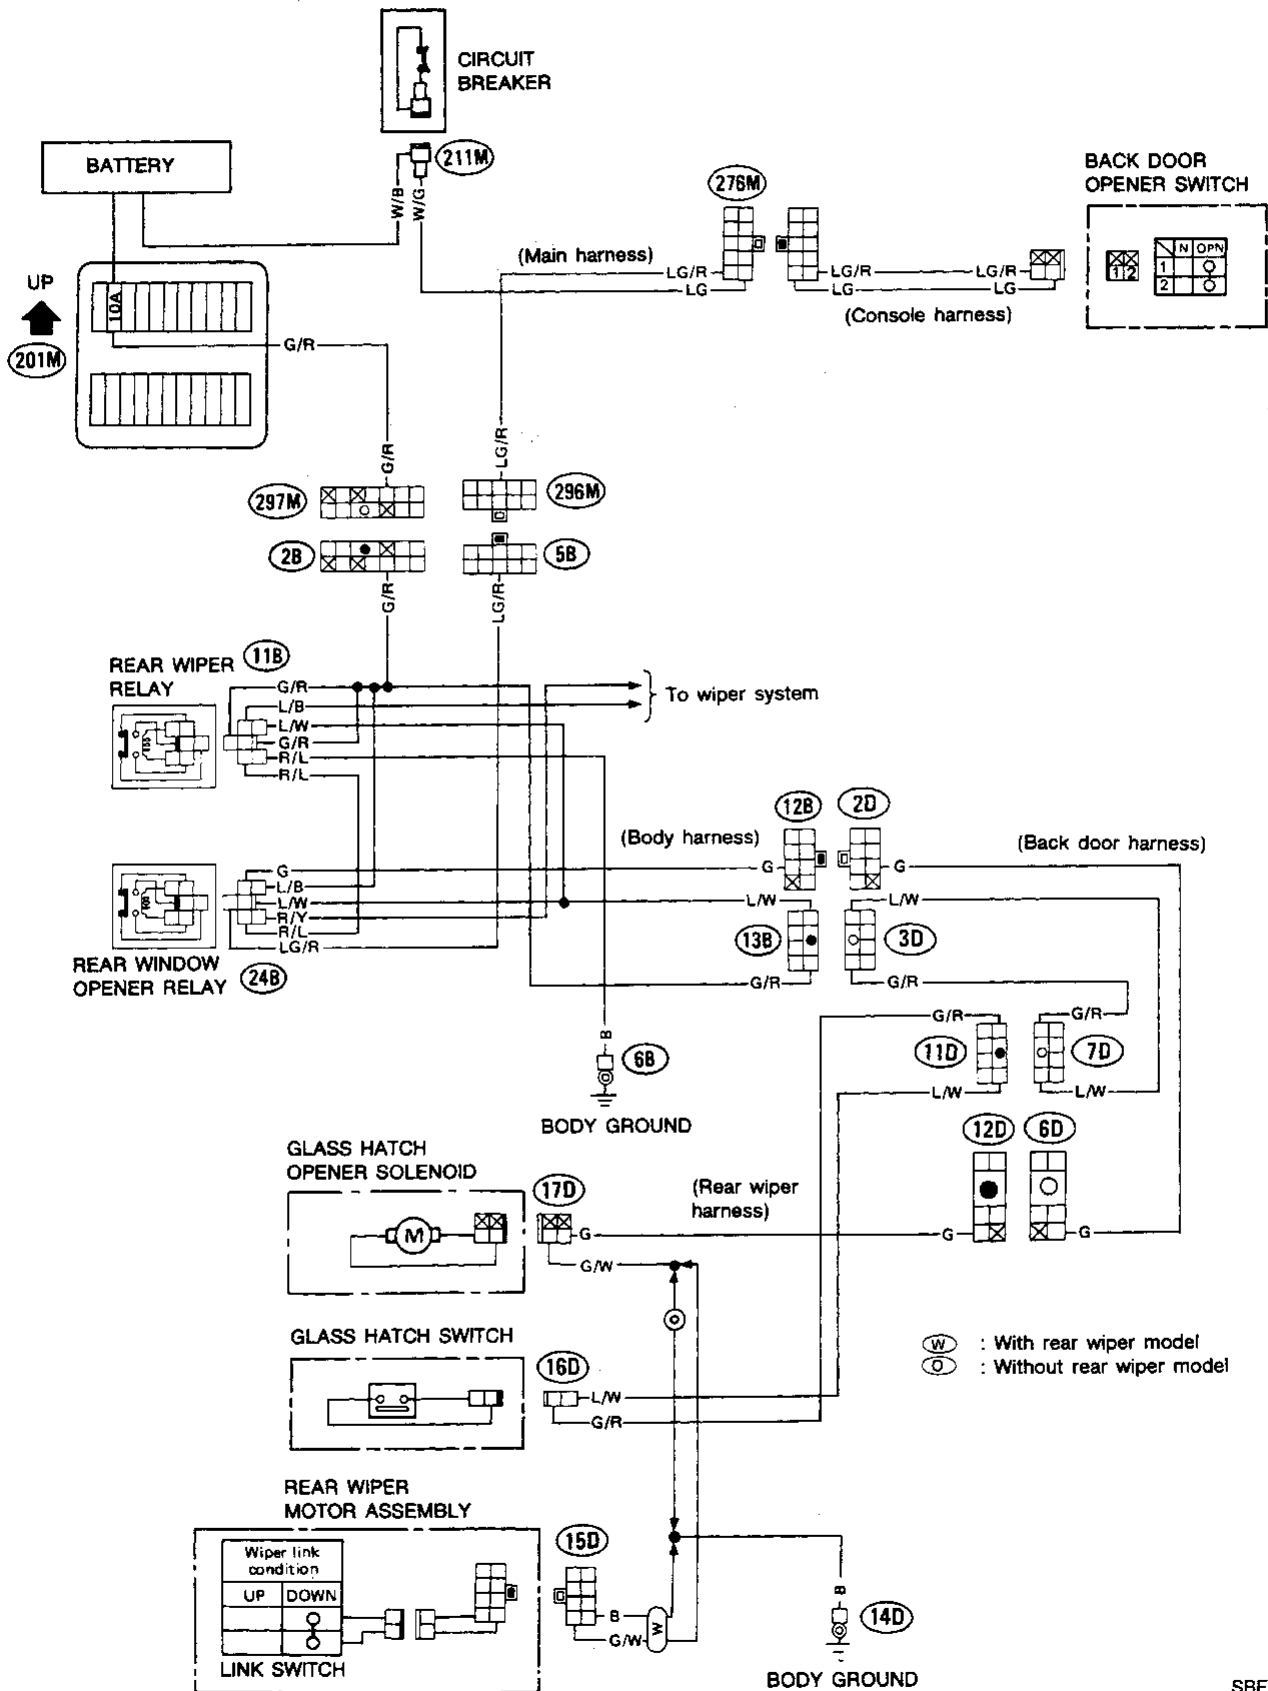 CIRCUIT
BREAKER
211M
BATTERY
W/B
W/G
276M
BACK DOOR
OPENER SWITCH
N OPN
1
2
1 2
(Main harness)
LG/R
LG
LG/R
LG
LG/R
LG
(Console harness)
UP
201M
10A
G/R
G/R
LG/R
297M
296M
2B
5B
G/R
LG/R
REAR WIPER
RELAY
11B
G/R
L/B
L/W
G/R
R/L
R/L
To wiper system
12B
2D
(Body harness)
(Back door harness)
G
G
G
L/B
L/W
R/Y
R/L
LG/R
L/W
L/W
13B
3D
REAR WINDOW
OPENER RELAY
24B
G/R
G/R
G/R
G/R
11D
7D
L/W
L/W
B
6B
BODY GROUND
12D
6D
GLASS HATCH
OPENER SOLENOID
M
17D
(Rear wiper
harness)
G
G
G
G/W
GLASS HATCH SWITCH
16D
L/W
G/R
W : With rear wiper model
O : Without rear wiper model
REAR WIPER
MOTOR ASSEMBLY
Wiper link
condition
UP DOWN
LINK SWITCH
15D
B
G/W
W
B
14D
BODY GROUND
SBE